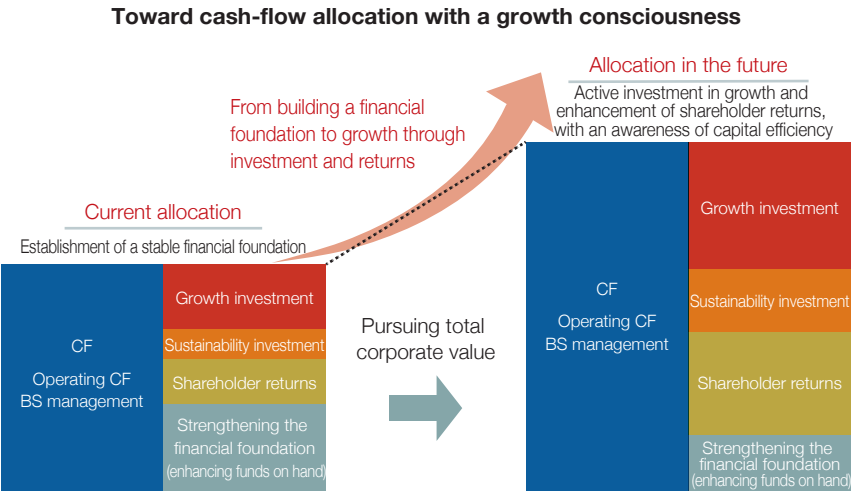 Toward cash-flow allocation with a growth consciousness
From building a financial
foundation to growth through
investment and returns
Current allocation
Establishment of a stable financial foundation
CF
Operating CF
BS management
Growth investment
Sustainability investment
Shareholder returns
Strengthening the
financial foundation
(enhancing funds on hand)
Pursuing total
corporate value
Allocation in the future
Active investment in growth and
enhancement of shareholder returns,
with an awareness of capital efficiency
CF
Operating CF
BS management
Growth investment
Sustainability investment
Shareholder returns
Strengthening the
financial foundation
(enhancing funds on hand)